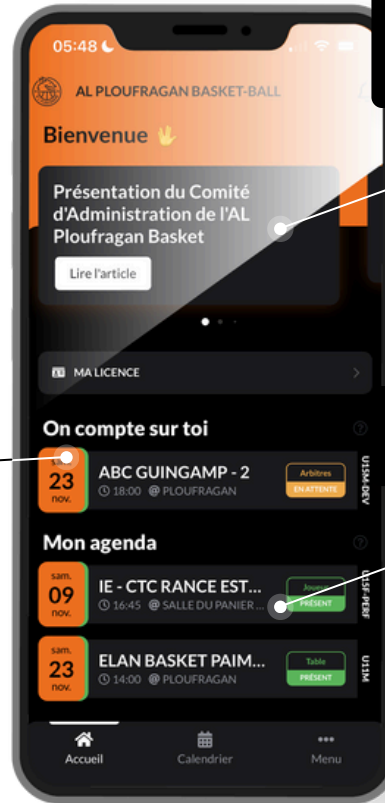 05:48
AL PLOUFRAGAN BASKET-BALL
Bienvenue 🖖
Présentation du Comité
d'Administration de l'AL
Ploufragan Basket
Lire l'article
MA LICENCE
On compte sur toi
23
nov.
ABC GUINGAMP - 2
18:00 @ PLOUFRAGAN
Arbitres
EN ATTENTE
U15M-DEV
Mon agenda
sam.
09
nov.
IE - CTC RANCE EST...
16:45 @ SALLE DU PANIER ...
Joueur
PRÉSENT
U15F-PERF
sam.
23
nov.
ELAN BASKET PAIM...
14:00 @ PLOUFRAGAN
Table
PRÉSENT
U11M
Accueil
Calendrier
Menu